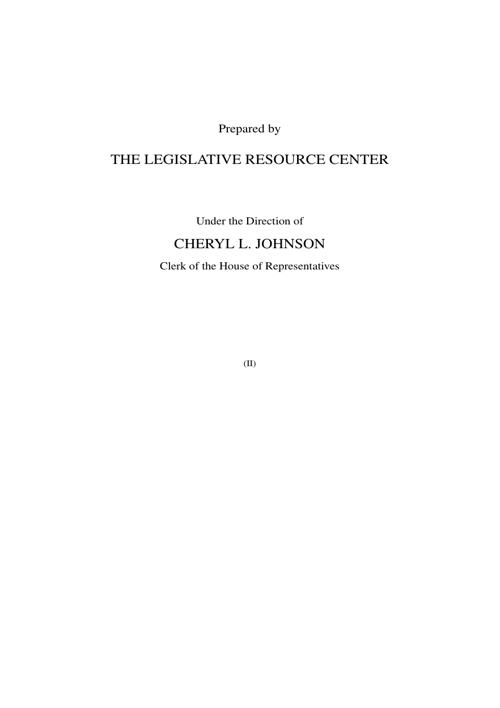 Prepared by
THE LEGISLATIVE RESOURCE CENTER
Under the Direction of
CHERYL L. JOHNSON
Clerk of the House of Representatives
(II)